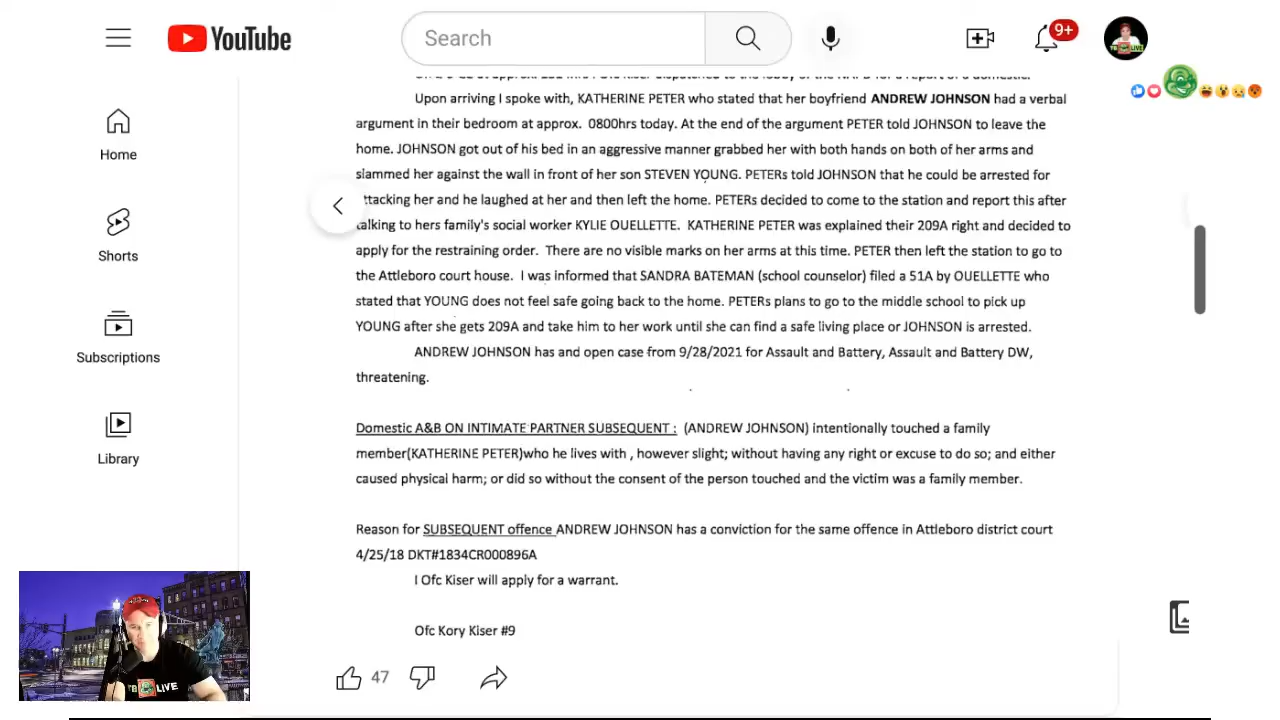 YouTube
Search
9+
Home
Shorts
Subscriptions
Library
Upon arriving I spoke with, KATHERINE PETER who stated that her boyfriend ANDREW JOHNSON had a verbal
argument in their bedroom at approx. 0800hrs today. At the end of the argument PETER told JOHNSON to leave the
home. JOHNSON got out of his bed in an aggressive manner grabbed her with both hands on both of her arms and
slammed her against the wall in front of her son STEVEN YOUNG. PETERs told JOHNSON that he could be arrested for
attacking her and he laughed at her and then left the home. PETERs decided to come to the station and report this after
talking to hers family's social worker KYLIE OUELLETTE. KATHERINE PETER was explained their 209A right and decided to
apply for the restraining order. There are no visible marks on her arms at this time. PETER then left the station to go to
the Attleboro court house. I was informed that SANDRA BATEMAN (school counselor) filed a 51A by OUELLETTE who
stated that YOUNG does not feel safe going back to the home. PETERs plans to go to the middle school to pick up
YOUNG after she gets 209A and take him to her work until she can find a safe living place or JOHNSON is arrested.
ANDREW JOHNSON has and open case from 9/28/2021 for Assault and Battery, Assault and Battery DW,
threatening.
Domestic A&B ON INTIMATE PARTNER SUBSEQUENT : (ANDREW JOHNSON) intentionally touched a family
member(KATHERINE PETER)who he lives with , however slight; without having any right or excuse to do so; and either
caused physical harm; or did so without the consent of the person touched and the victim was a family member.
Reason for SUBSEQUENT offence ANDREW JOHNSON has a conviction for the same offence in Attleboro district court
4/25/18 DKT#1834CR000896A
I Ofc Kiser will apply for a warrant.
Ofc Kory Kiser #9
47
TB LIVE